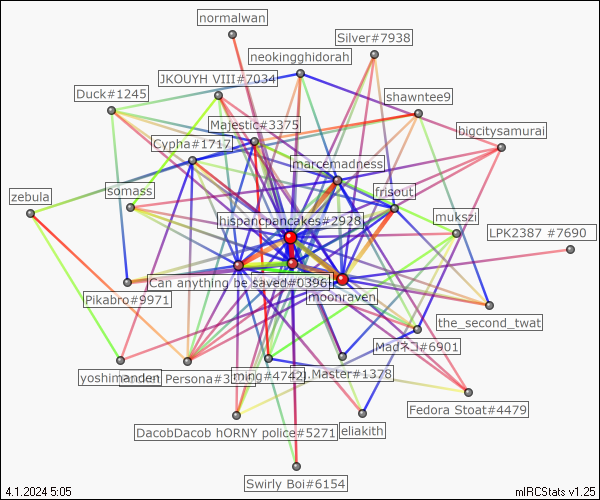 normalwan
Silver#7938
neokingghidorah
JKOUYH VIII#7034
Duck#1245
shawntee9
Majestic#3375
bigcitysamurai
Cypha#1717
marcemadness
zebula
somass
frisout
hispancpancakes#2928
mukszi
LPK2387 #7690
Can anything be saved#0396
moonraven
Pikabro#9971
the_second_twat
Madネコ#6901
yoshimanden
Persona#3
ming#4742
.Master#1378
Fedora Stoat#4479
DacobDacob hORNY police#5271
eliakith
Swirly Boi#6154
4.1.2024 5:05
mIRCStats v1.25